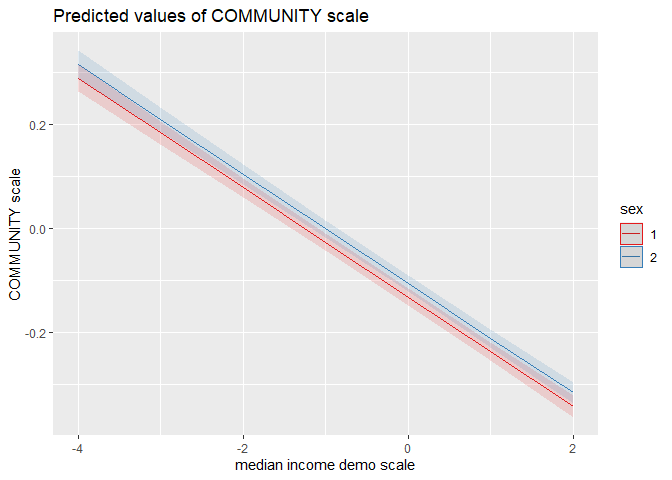 Predicted values of COMMUNITY scale
COMMUNITY scale
0.2
0.0
-0.2
-4
-2
0
2
median income demo scale
sex
1
2